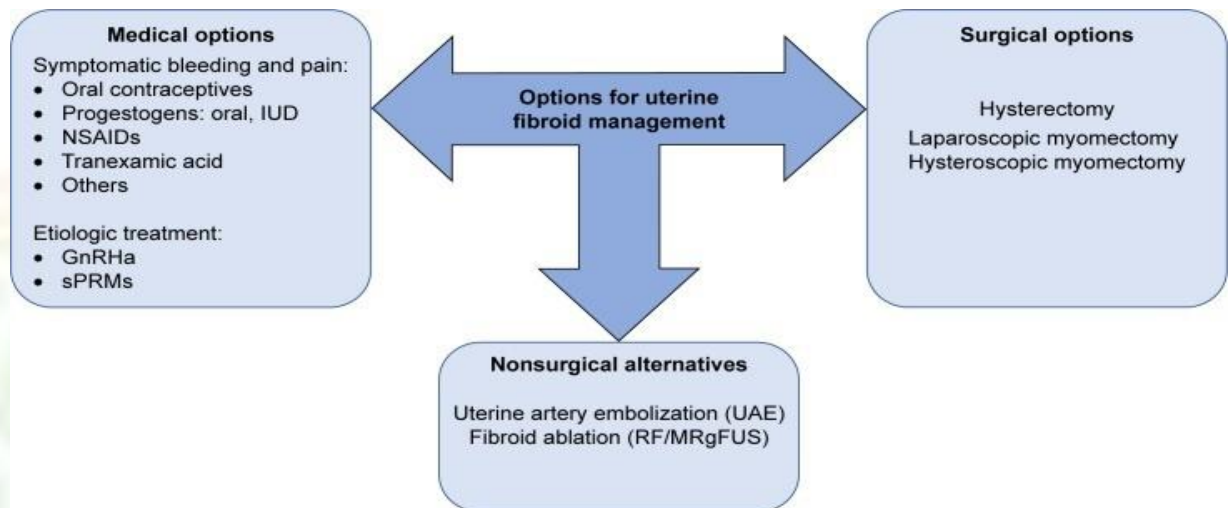 Medical options
Symptomatic bleeding and pain:
• Oral contraceptives
• Progestogens: oral, IUD
• NSAIDs
• Tranexamic acid
• Others
Etiologic treatment:
• GnRHa
• sPRMs
Options for uterine
fibroid management
Surgical options
Hysterectomy
Laparoscopic myomectomy
Hysteroscopic myomectomy
Nonsurgical alternatives
Uterine artery embolization (UAE)
Fibroid ablation (RF/MRgFUS)